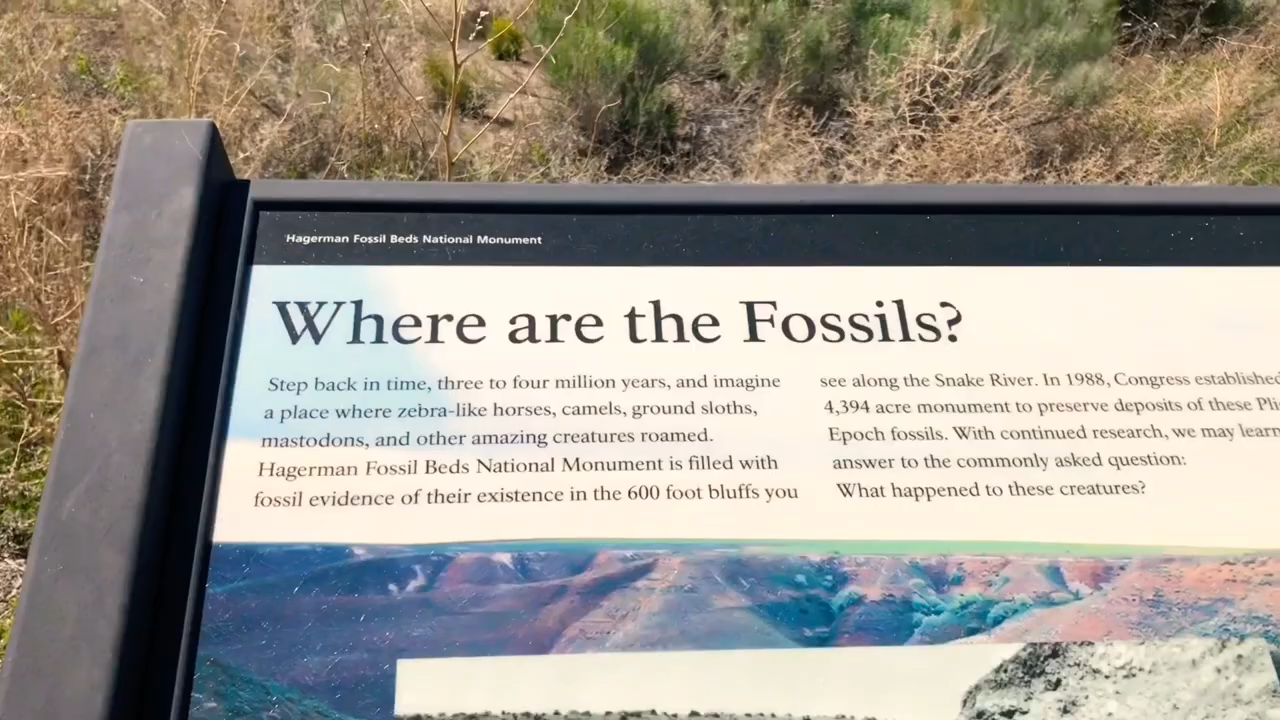 Hagerman Fossil Beds National Monument
Where are the Fossils?
Step back in time, three to four million years, and imagine
a place where zebra-like horses, camels, ground sloths,
mastodons, and other amazing creatures roamed.
Hagerman Fossil Beds National Monument is filled with
fossil evidence of their existence in the 600 foot bluffs you
see along the Snake River. In 1988, Congress established
4,394 acre monument to preserve deposits of these
Epoch fossils. With continued research, we may learn
answer to the commonly asked question:
What happened to these creatures?